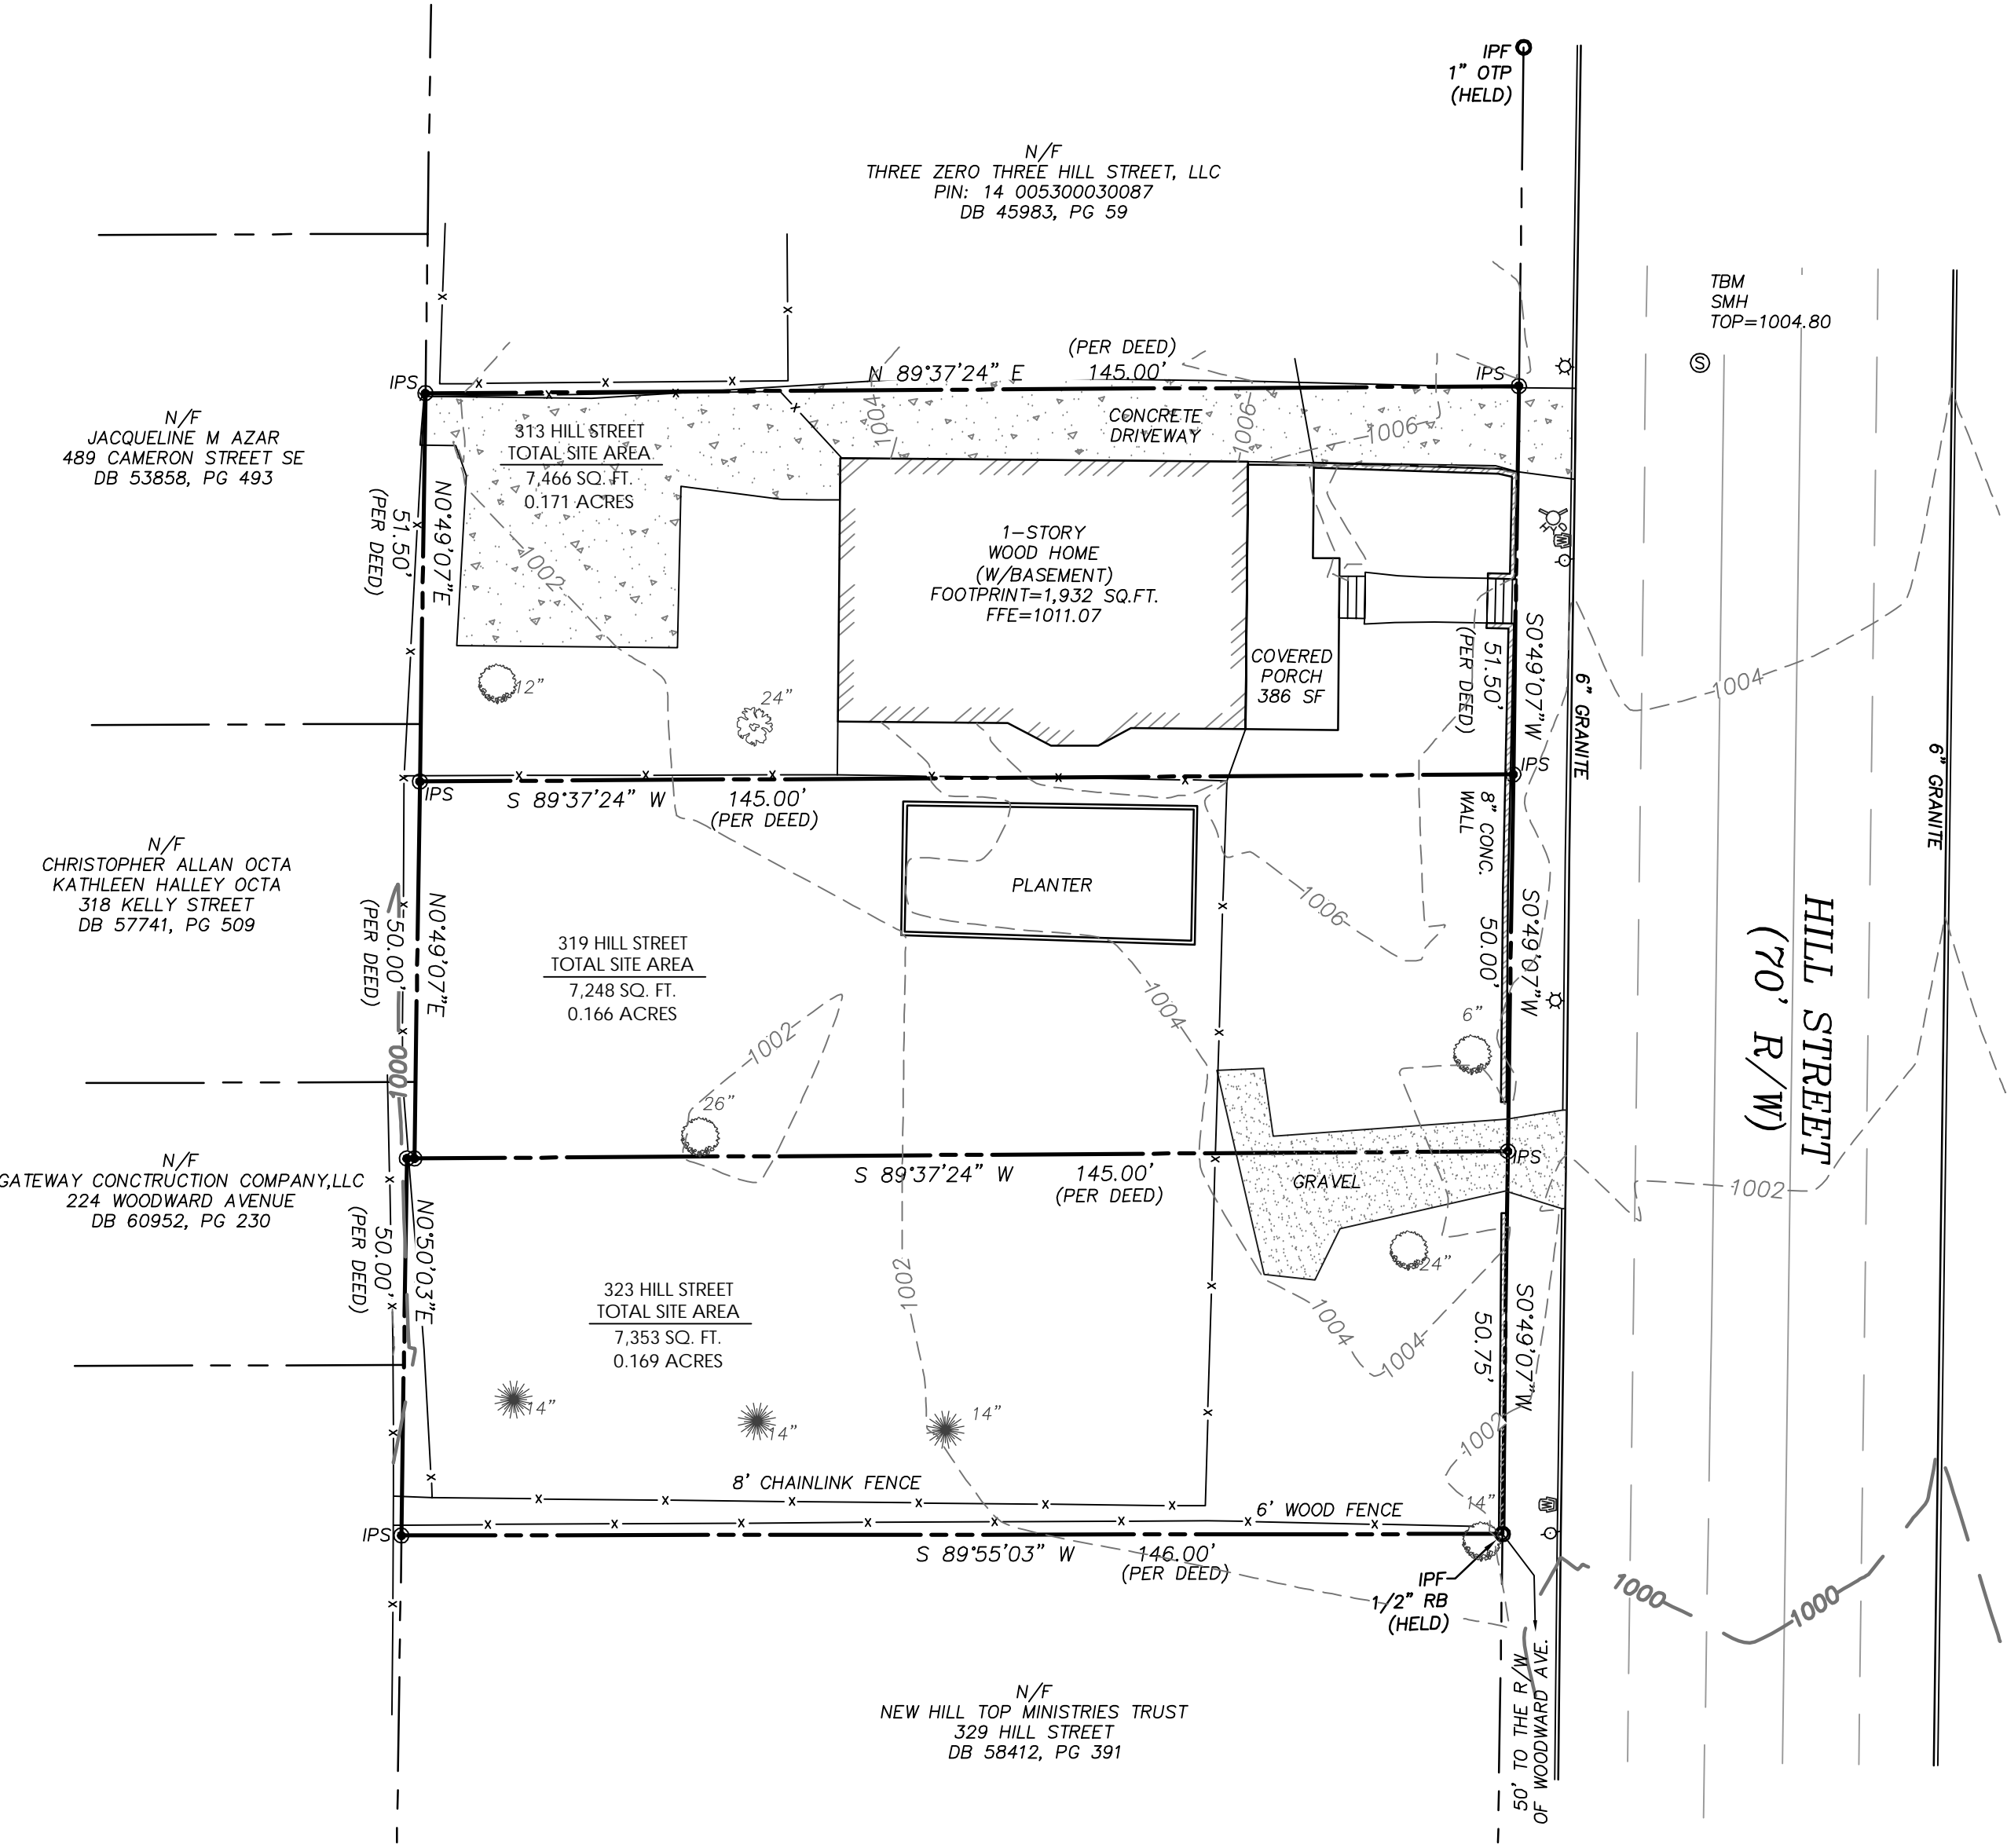 IPF
1" OTP
(HELD)
N/F
THREE ZERO THREE HILL STREET, LLC
PIN: 14 005300030087
DB 45983, PG 59
TBM
SMH
TOP=1004.80
S
(PER DEED)
N 89°37'24" E 145.00'
IPS
IPS
N/F
JACQUELINE M AZAR
489 CAMERON STREET SE
DB 53858, PG 493
313 HILL STREET
TOTAL SITE AREA
7,466 SQ. FT.
0.171 ACRES
1004
CONCRETE
DRIVEWAY
1006
1006
N0°49'07"E
51.50'
(PER DEED)
1002
1-STORY
WOOD HOME
(W/BASEMENT)
FOOTPRINT=1,932 SQ.FT.
FFE=1011.07
COVERED
PORCH
386 SF
S0°49'07"W
51.50'
(PER DEED)
6" GRANITE
1004
6" GRANITE
12"
24"
IPS
IPS
S 89°37'24" W 145.00'
(PER DEED)
8" CONC.
WALL
PLANTER
N/F
CHRISTOPHER ALLAN OCTA
KATHLEEN HALLEY OCTA
318 KELLY STREET
DB 57741, PG 509
N0°49'07"E
50.00'
(PER DEED)
1006
S0°49'07"W
50.00'
HILL STREET
(70' R/W)
319 HILL STREET
TOTAL SITE AREA
7,248 SQ. FT.
0.166 ACRES
1004
1002
6"
1000
26"
N/F
GATEWAY CONCTRUCTION COMPANY,LLC
224 WOODWARD AVENUE
DB 60952, PG 230
S 89°37'24" W 145.00'
(PER DEED)
IPS
GRAVEL
1002
N0°50'03"E
50.00'
(PER DEED)
1002
24"
323 HILL STREET
TOTAL SITE AREA
7,353 SQ. FT.
0.169 ACRES
1004
1004
S0°49'07"W
50.75'
14"
14"
14"
1002
8' CHAINLINK FENCE
6' WOOD FENCE
14"
IPS
S 89°55'03" W 146.00'
(PER DEED)
IPF
1/2" RB
(HELD)
1000
1000
50' TO THE R/W
OF WOODWARD AVE.
N/F
NEW HILL TOP MINISTRIES TRUST
329 HILL STREET
DB 58412, PG 391